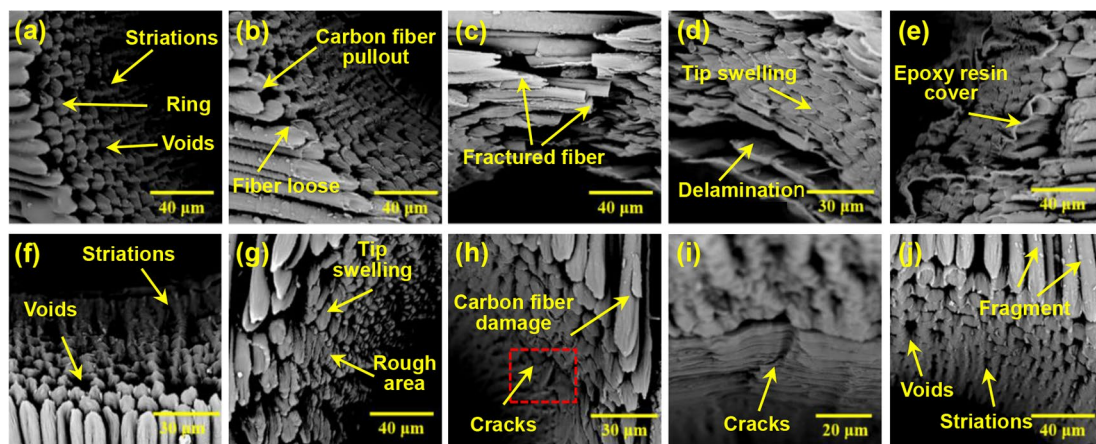 (a)
Striations
Ring
Voids
40 μm
(b)
Carbon fiber
pullout
Fiber loose
40 μm
(c)
Fractured fiber
40 μm
(d)
Tip swelling
Delamination
30 μm
(e)
Epoxy resin
cover
40 μm
(f)
Striations
Voids
30 μm
(g)
Tip
swelling
Rough
area
40 μm
(h)
Carbon fiber
damage
Cracks
30 μm
(i)
Cracks
20 μm
(j)
Fragment
Voids
Striations
40 μm